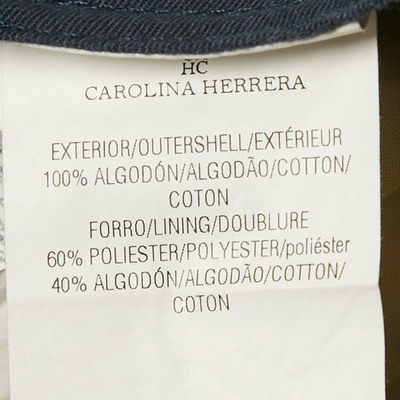 HC
CAROLINA HERRERA
EXTERIOR/OUTERSHELL/EXTÉRIEUR
100% ALGODÓN/ALGODÃO/COTTON/
COTON
FORRO/LINING/DOUBLURE
60% POLIESTER/POLYESTER/poliéster
40% ALGODÓN/ALGODÃO/COTTON/
COTON